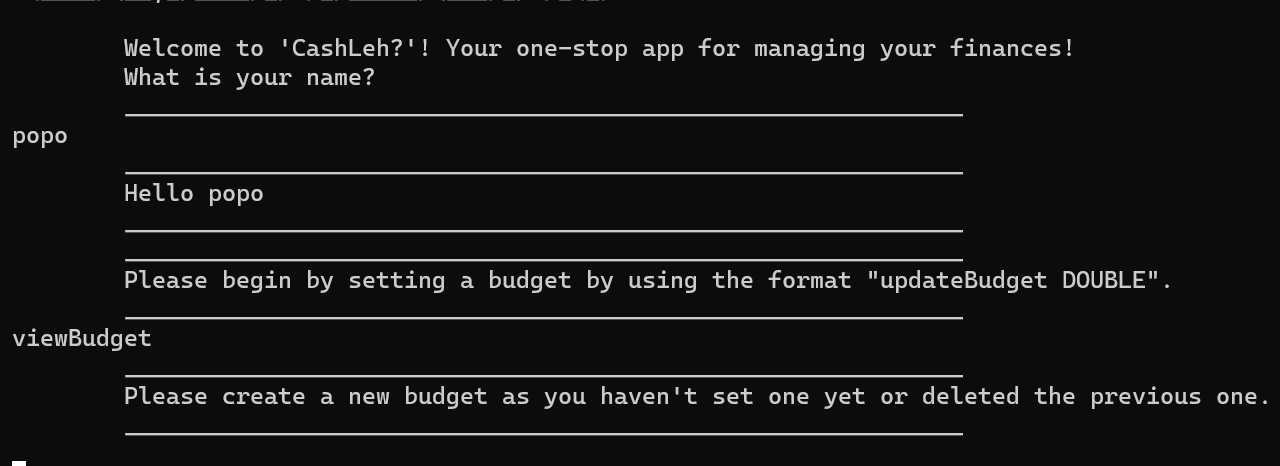 Welcome to 'CashLeh?'! Your one-stop app for managing your finances!
What is your name?
popo
Hello popo
Please begin by setting a budget by using the format "updateBudget DOUBLE".
viewBudget
Please create a new budget as you haven't set one yet or deleted the previous one.